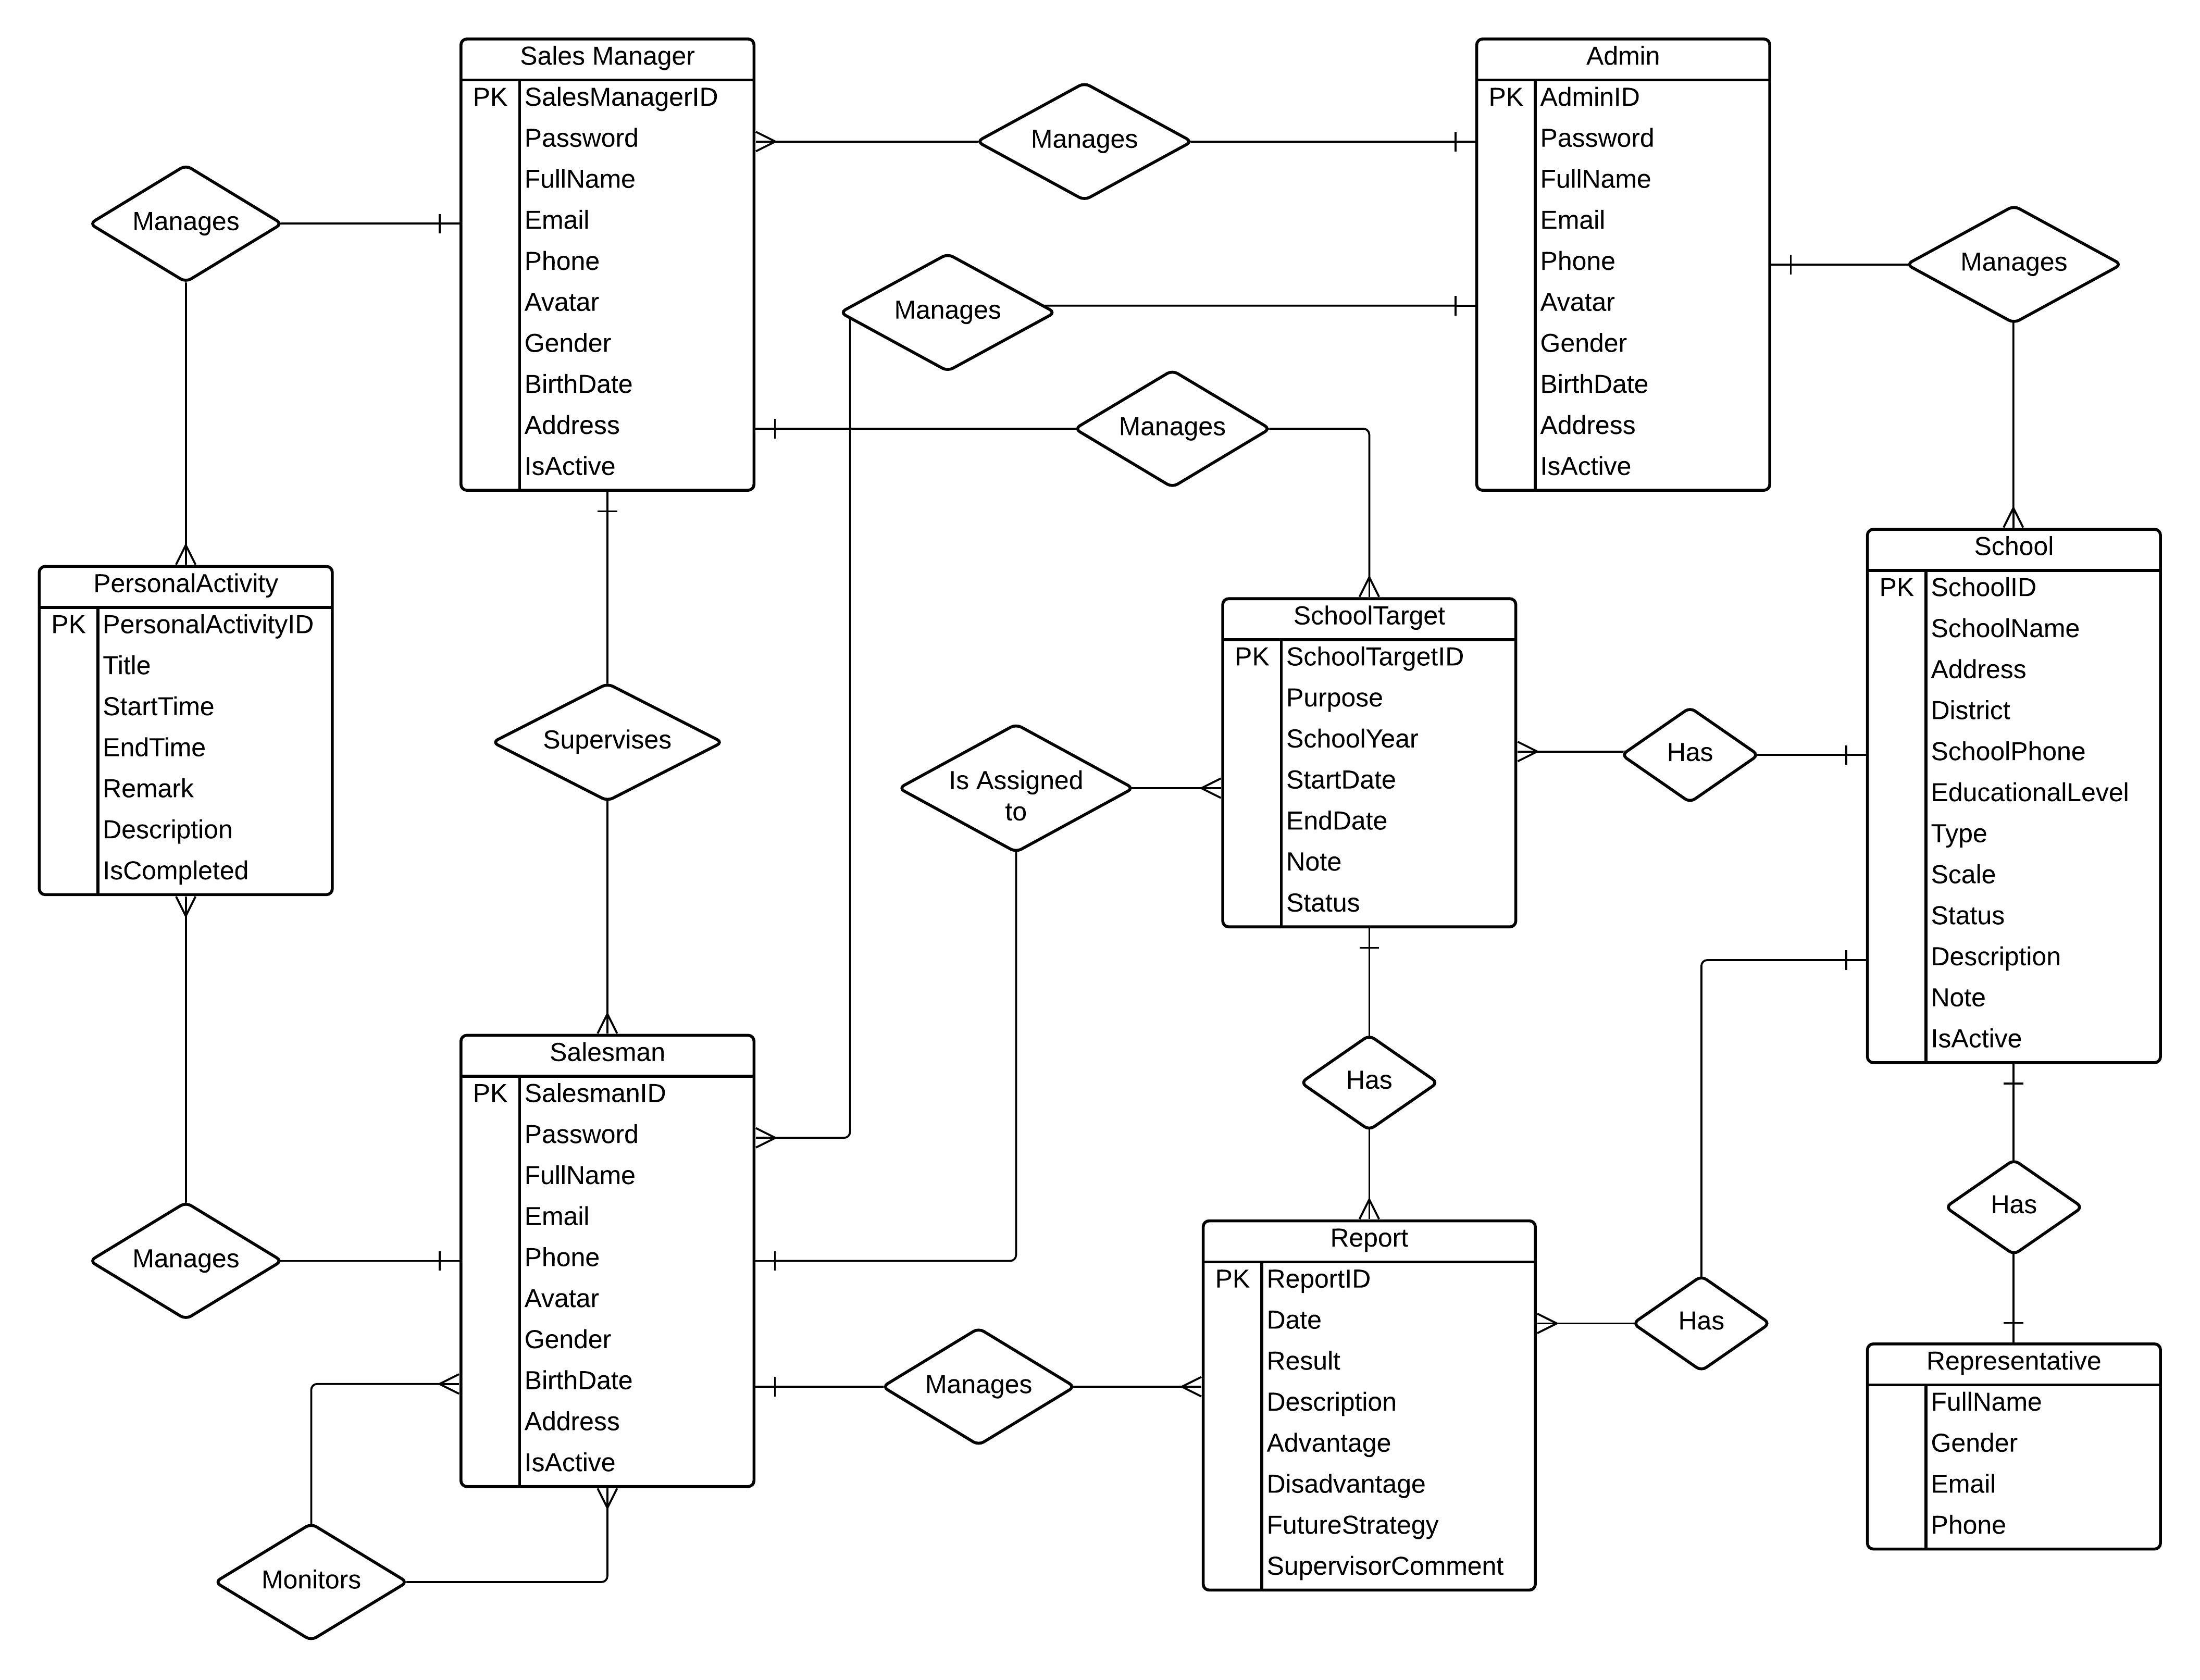 Sales Manager
PK SalesManagerID
Password
FullName
Email
Phone
Avatar
Gender
BirthDate
Address
IsActive
Manages
Admin
PK AdminID
Password
FullName
Email
Phone
Avatar
Gender
BirthDate
Address
IsActive
Manages
Manages
Manages
Manages
PersonalActivity
PK PersonalActivityID
Title
StartTime
EndTime
Remark
Description
IsCompleted
Supervises
Is Assigned
to
SchoolTarget
PK SchoolTargetID
Purpose
SchoolYear
StartDate
EndDate
Note
Status
Has
School
PK SchoolID
SchoolName
Address
District
SchoolPhone
EducationalLevel
Type
Scale
Status
Description
Note
IsActive
Manages
Salesman
PK SalesmanID
Password
FullName
Email
Phone
Avatar
Gender
BirthDate
Address
IsActive
Monitors
Manages
Has
Report
PK ReportID
Date
Result
Description
Advantage
Disadvantage
FutureStrategy
SupervisorComment
Has
Has
Representative
FullName
Gender
Email
Phone